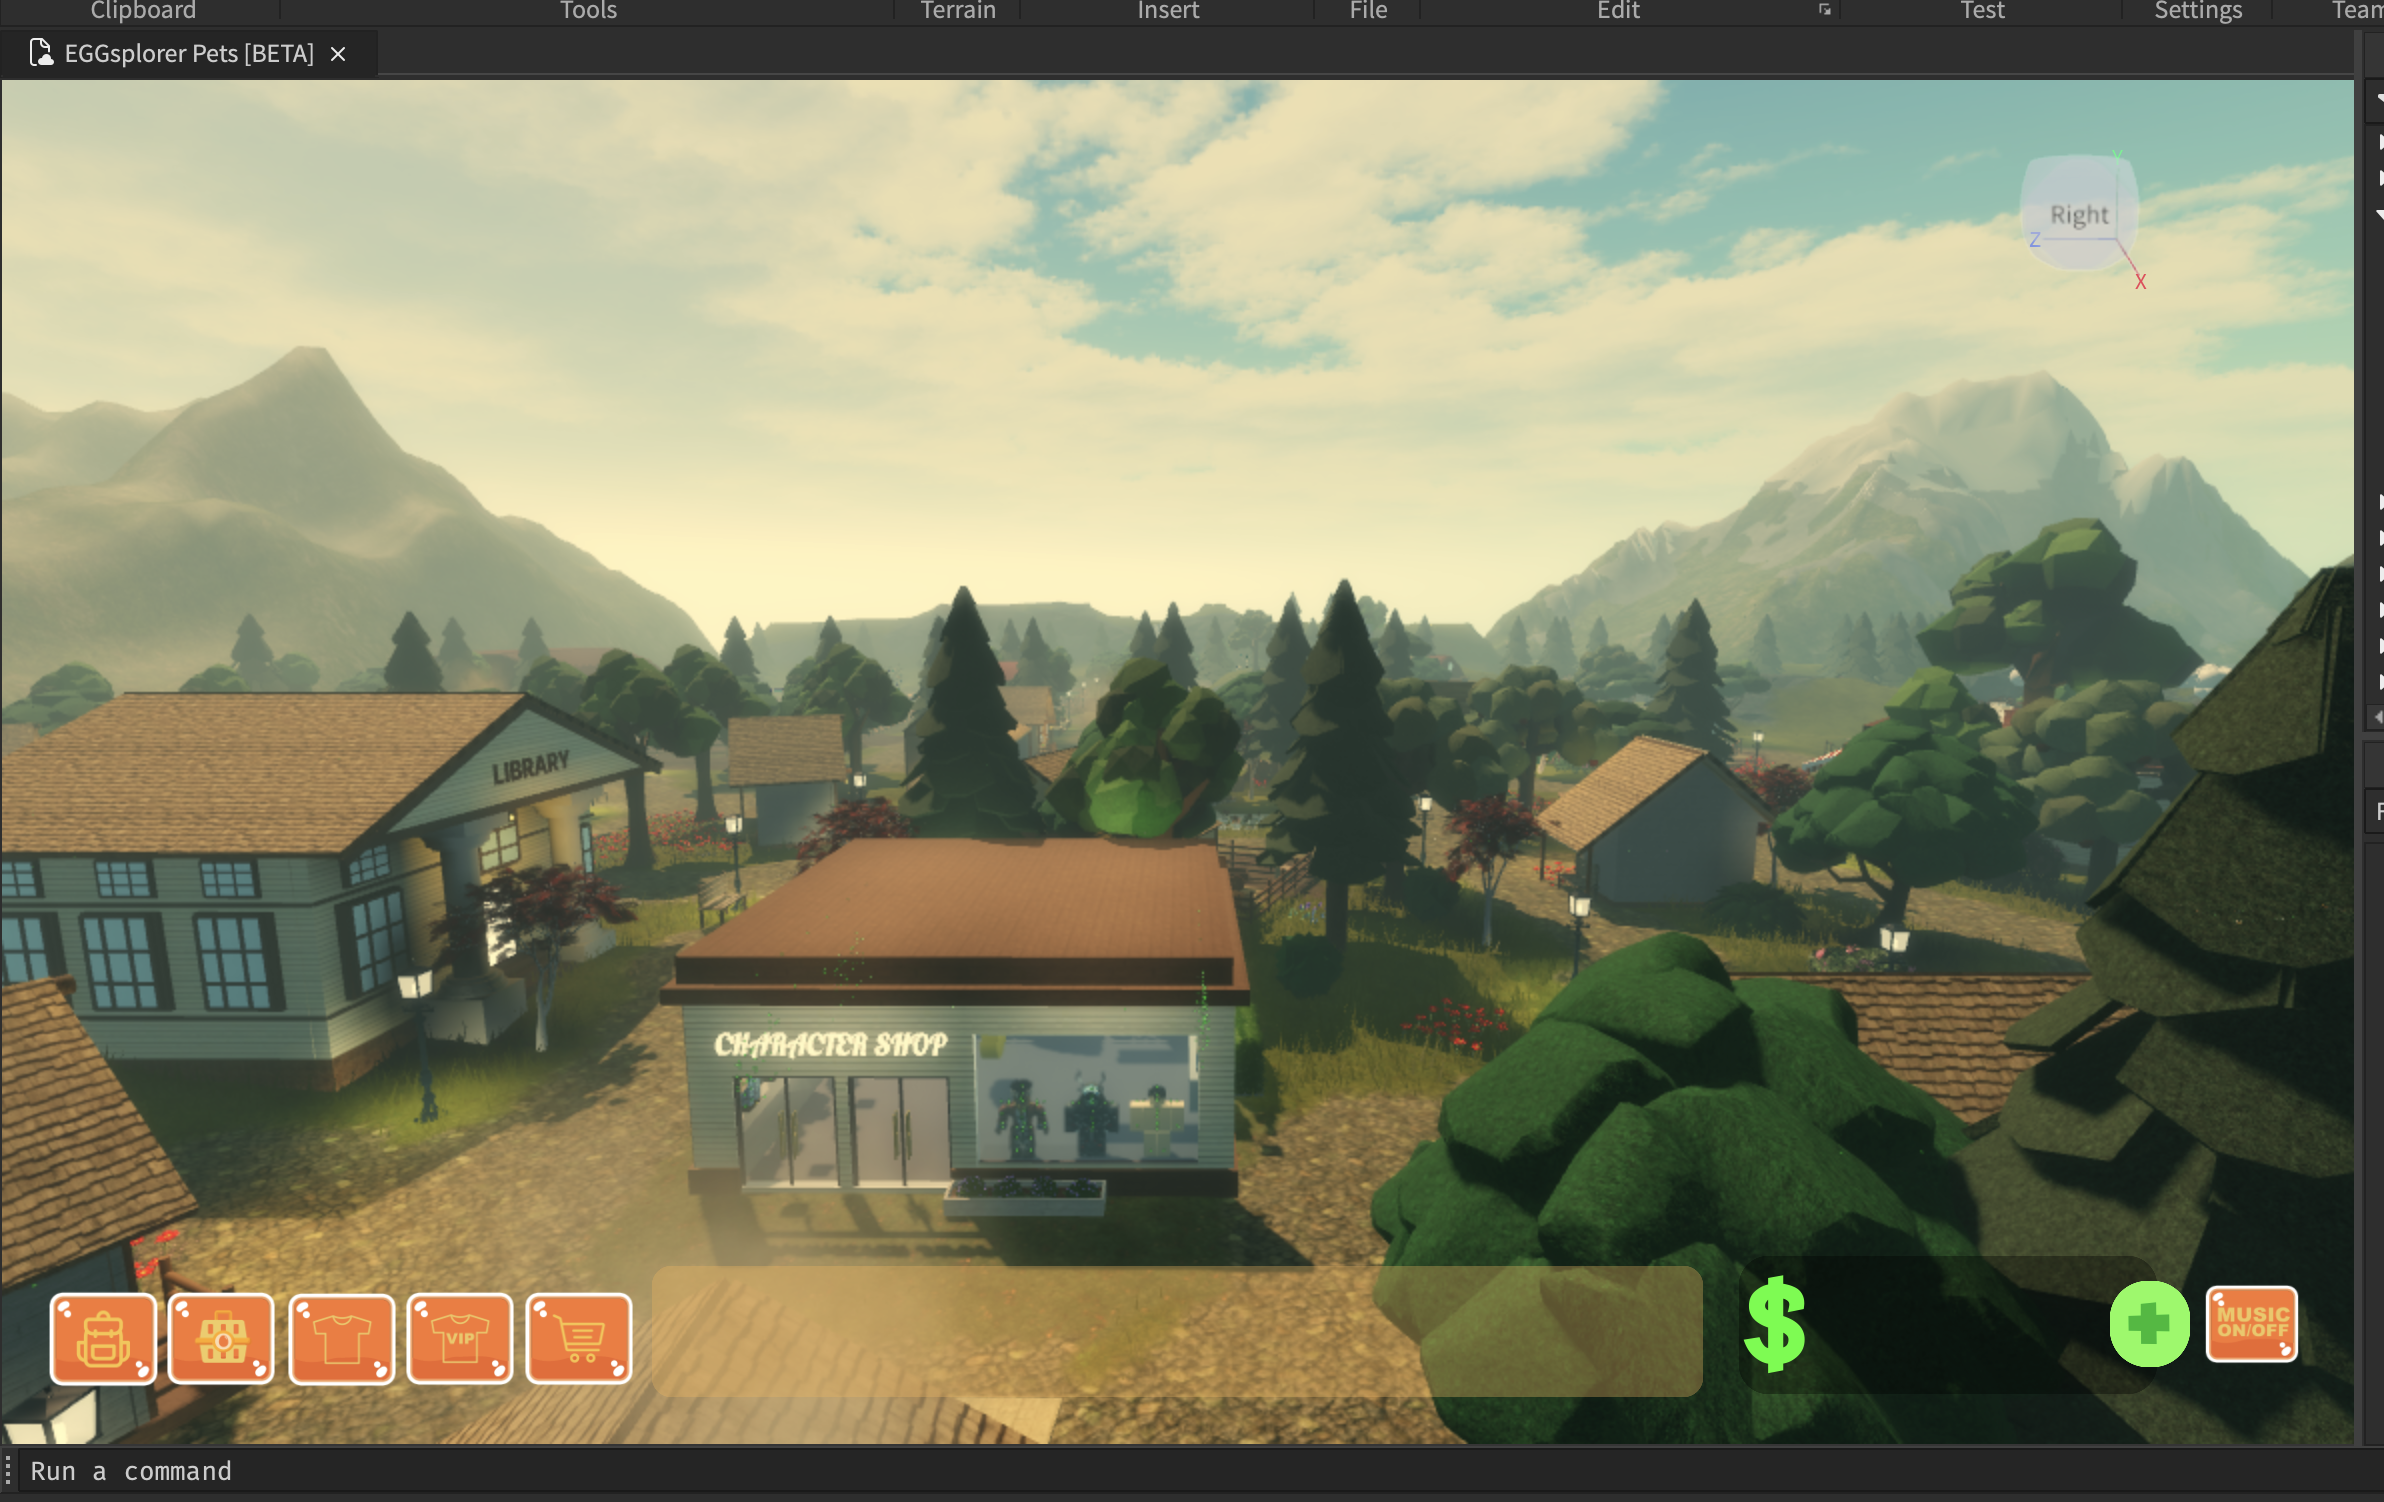 Clipboard
Tools
Terrain
Insert
File
Edit
Test
Settings
Team
EGGsplorer Pets [BETA]
Y
Right
Z
X
LIBRARY
CHARACTER SHOP
VIP
$
MUSIC
ON/OFF
Run a command